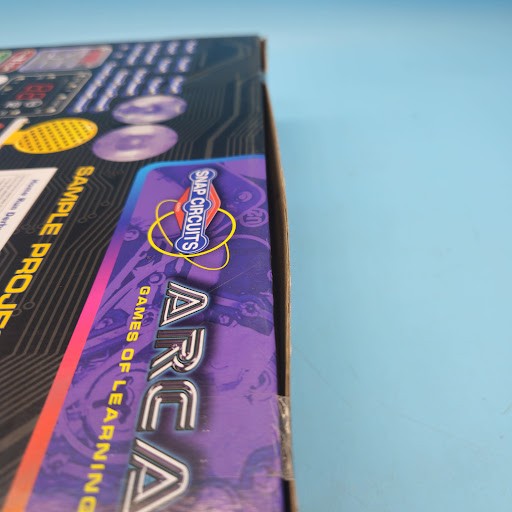 SNAP CIRCUITS
ARCA
GAMES OF LEARNING
SAMPLE PROJE